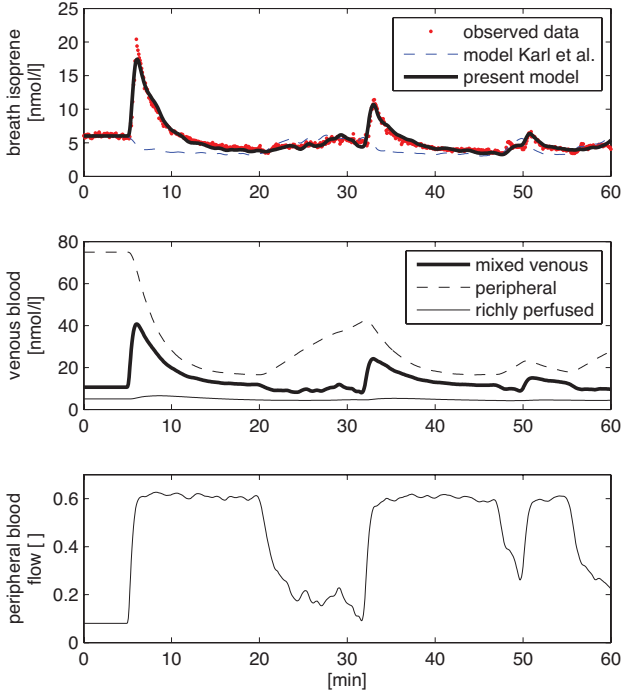 25
20
15
10
5
0
breath isoprene
[nmol/l]
observed data
model Karl et al.
present model
0 10 20 30 40 50 60
80
60
40
20
0
venous blood
[nmol/l]
mixed venous
peripheral
richly perfused
0 10 20 30 40 50 60
0.6
0.4
0.2
0
peripheral blood
flow [ ]
0 10 20 30 40 50 60
[min]